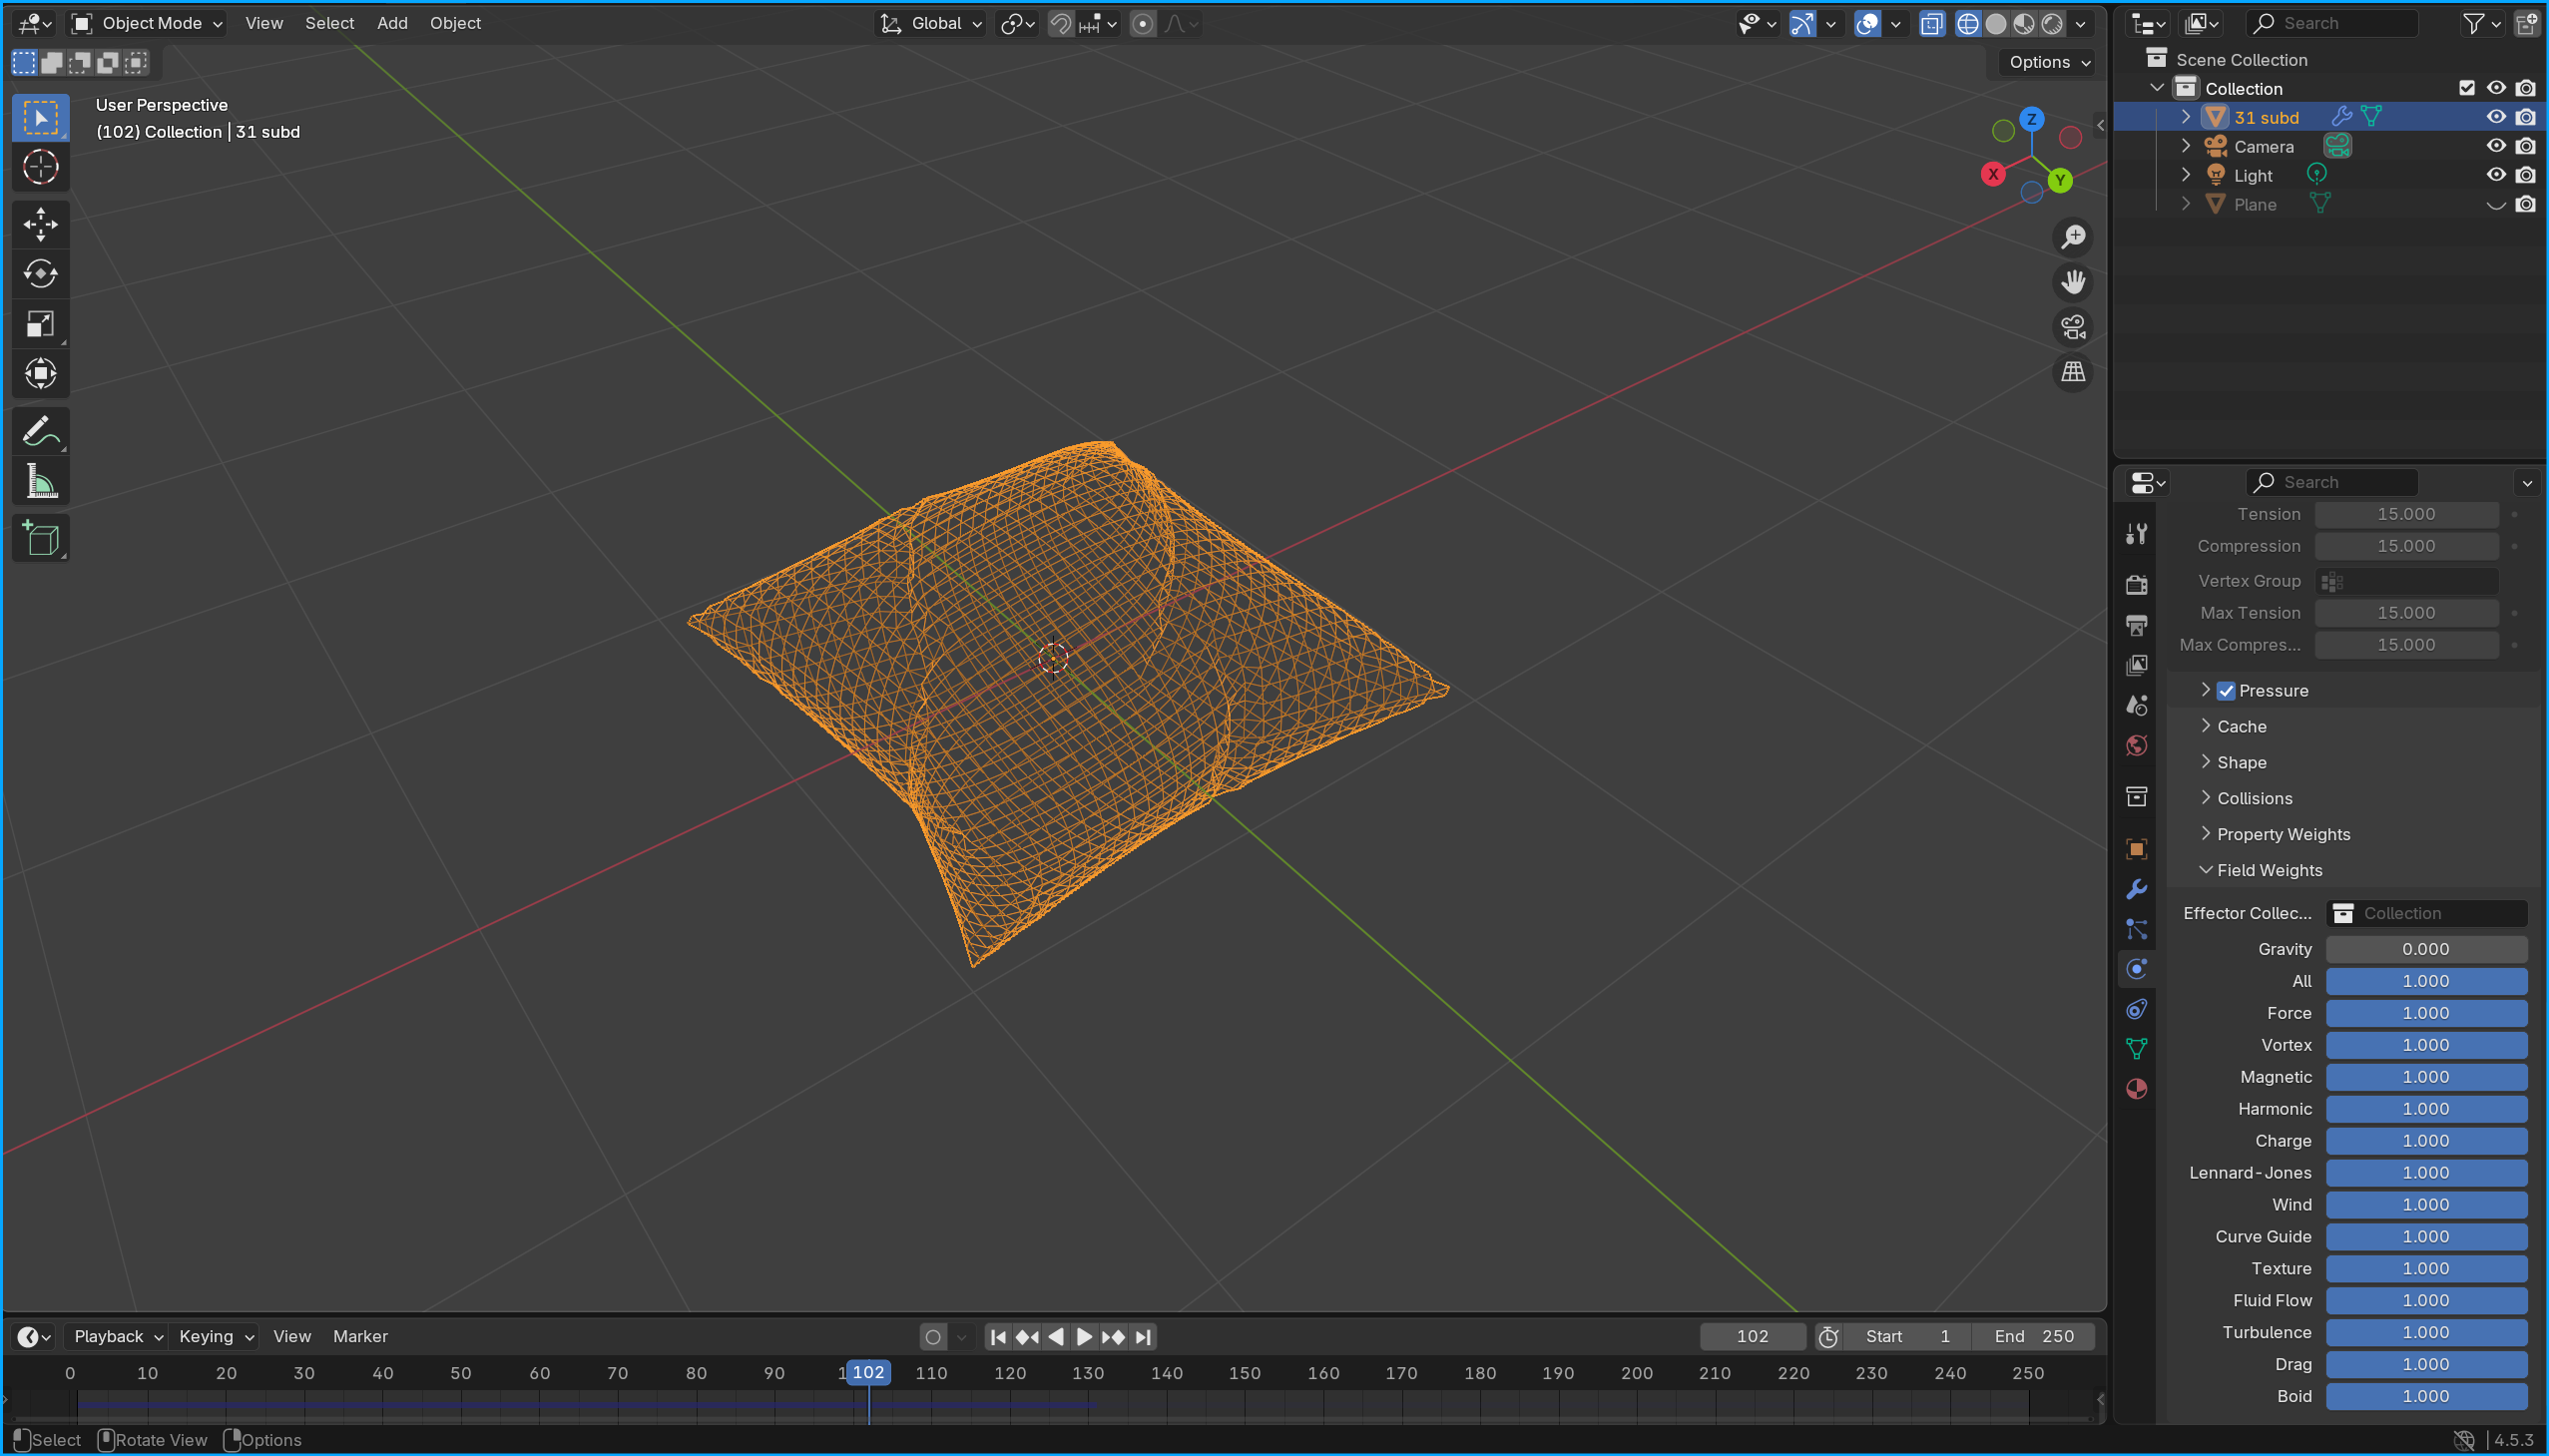 Object Mode View Select Add Object Global
Options
User Perspective
(102) Collection | 31 subd
Z
X
Y
Search
Scene Collection
Collection
31 subd
Camera
Light
Plane
Search
Tension 15.000
Compression 15.000
Vertex Group
Max Tension 15.000
Max Compres... 15.000
Pressure
Cache
Shape
Collisions
Property Weights
Field Weights
Effector Collec... Collection
Gravity 0.000
All 1.000
Force 1.000
Vortex 1.000
Magnetic 1.000
Harmonic 1.000
Charge 1.000
Lennard-Jones 1.000
Wind 1.000
Curve Guide 1.000
Texture 1.000
Fluid Flow 1.000
Turbulence 1.000
Drag 1.000
Boid 1.000
Playback Keying View Marker 102 Start 1 End 250
0 10 20 30 40 50 60 70 80 90 1 102 110 120 130 140 150 160 170 180 190 200 210 220 230 240 250
Select Rotate View Options 4.5.3